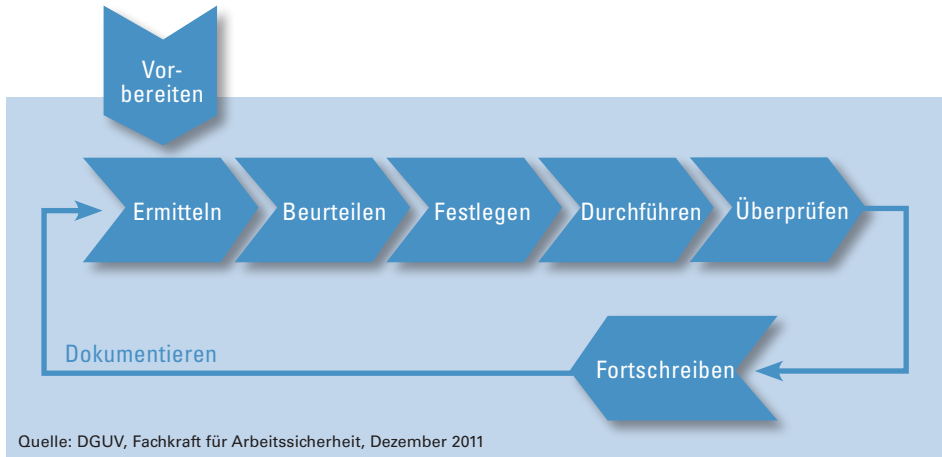 Vor-
bereiten
Ermitteln
Beurteilen
Festlegen
Durchführen
Überprüfen
Dokumentieren
Fortschreiben
Quelle: DGUV, Fachkraft für Arbeitssicherheit, Dezember 2011